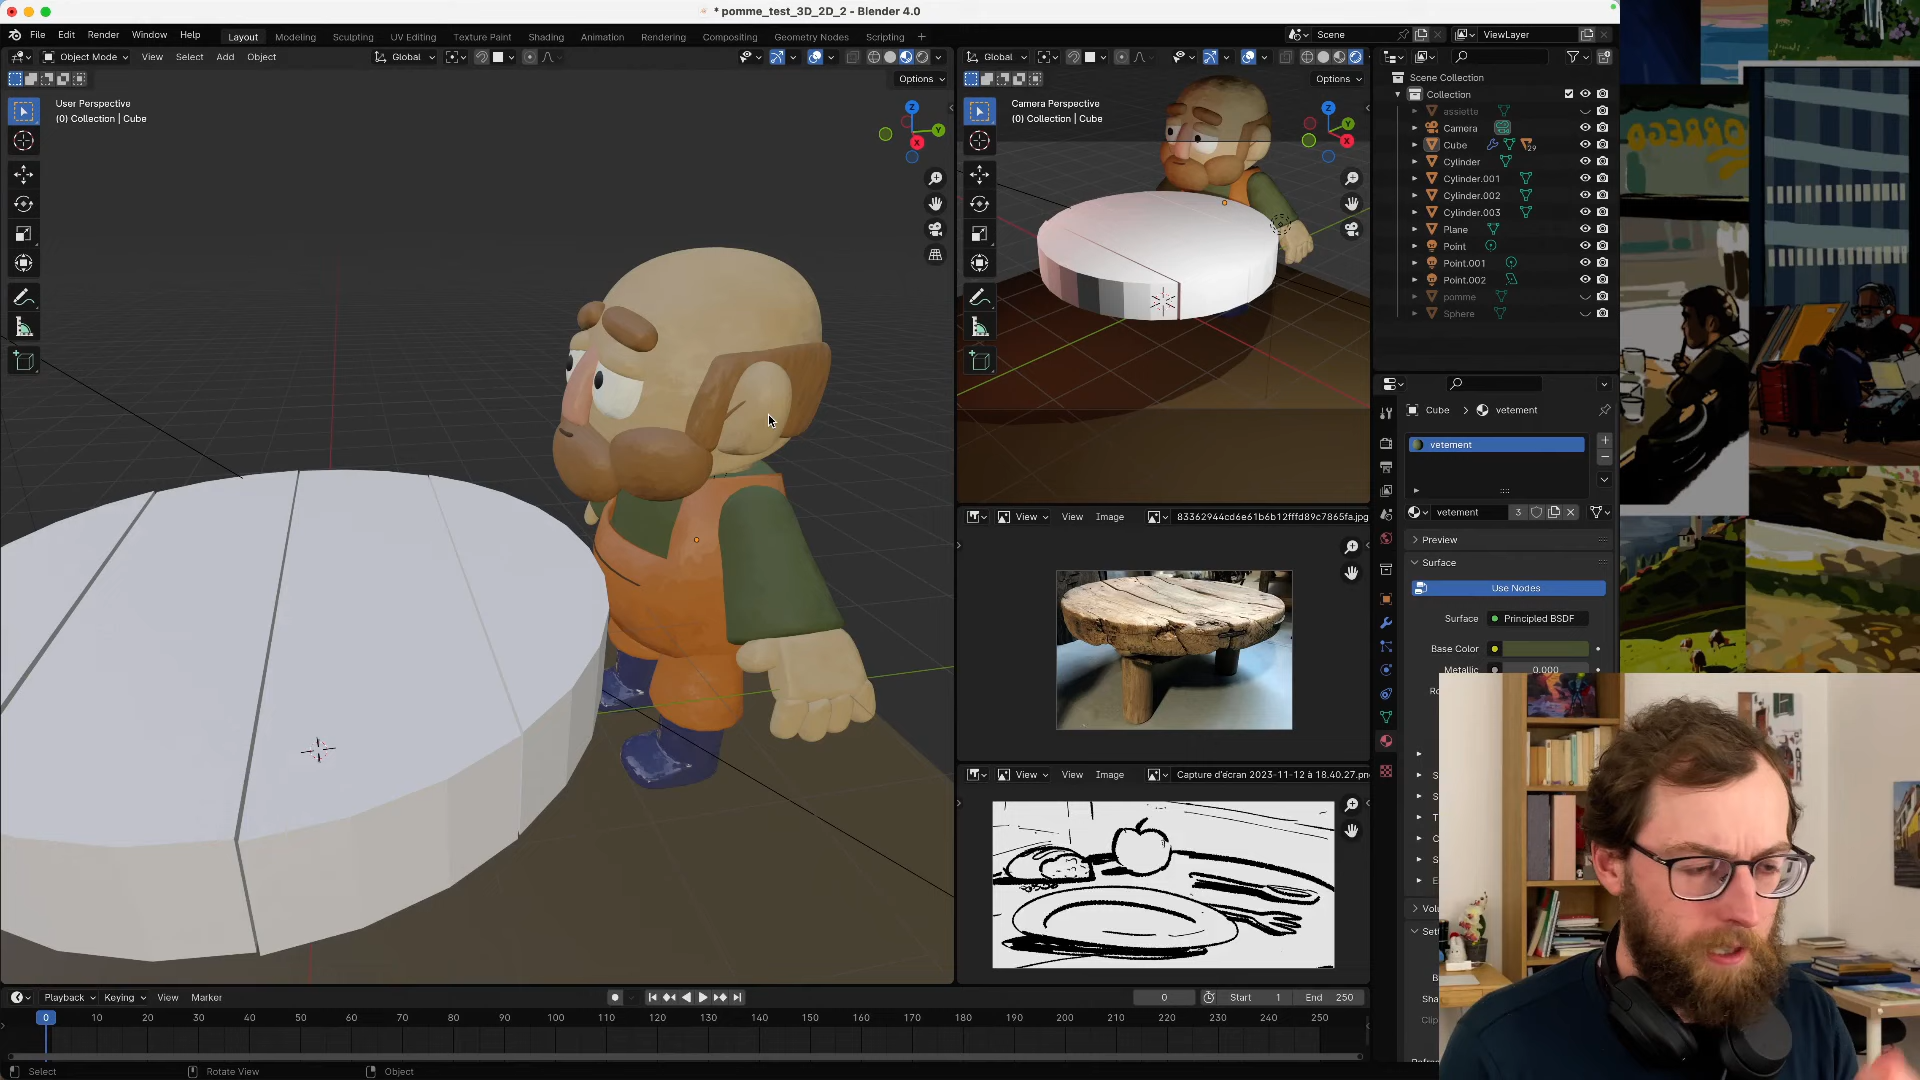 * pomme_test_3D_2D_2 - Blender 4.0
File Edit Render Window Help
Layout Modeling Sculpting UV Editing Texture Paint Shading Animation Rendering Compositing Geometry Nodes Scripting
Scene ViewLayer
Object Mode View Select Add Object Global
Options
User Perspective
(0) Collection | Cube
Z
Y
X
Global
Options
Camera Perspective
(0) Collection | Cube
Z
Y
X
Scene Collection
Collection
assiette
Camera
Cube 29
Cylinder
Cylinder.001
Cylinder.002
Cylinder.003
Plane
Point
Point.001
Point.002
pomme
Sphere
Cube > vetement
vetement
vetement 3
Preview
Surface
Use Nodes
Surface Principled BSDF
Base Color
Metallic 0.000
View View Image 83362944cd6e61b6b12fffd89c7865fa.jpg
View View Image Capture d'écran 2023-11-12 à 18.40.27.pn
Playback Keying View Marker
0 Start 1 End 250
0 10 20 30 40 50 60 70 80 90 100 110 120 130 140 150 160 170 180 190 200 210 220 230 240 250
Select Rotate View Object